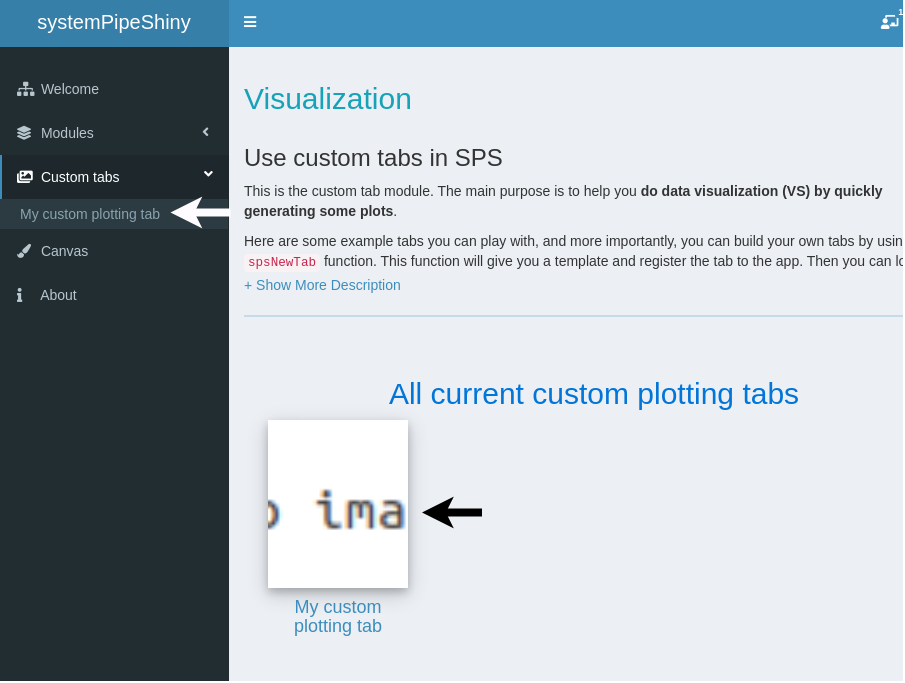 systemPipeShiny
1
Welcome
Modules
Custom tabs
My custom plotting tab
Canvas
About
Visualization
Use custom tabs in SPS
This is the custom tab module. The main purpose is to help you do data visualization (VS) by quickly
generating some plots.
Here are some example tabs you can play with, and more importantly, you can build your own tabs by usin
spsNewTab function. This function will give you a template and register the tab to the app. Then you can lo
+ Show More Description
All current custom plotting tabs
o ima
My custom
plotting tab